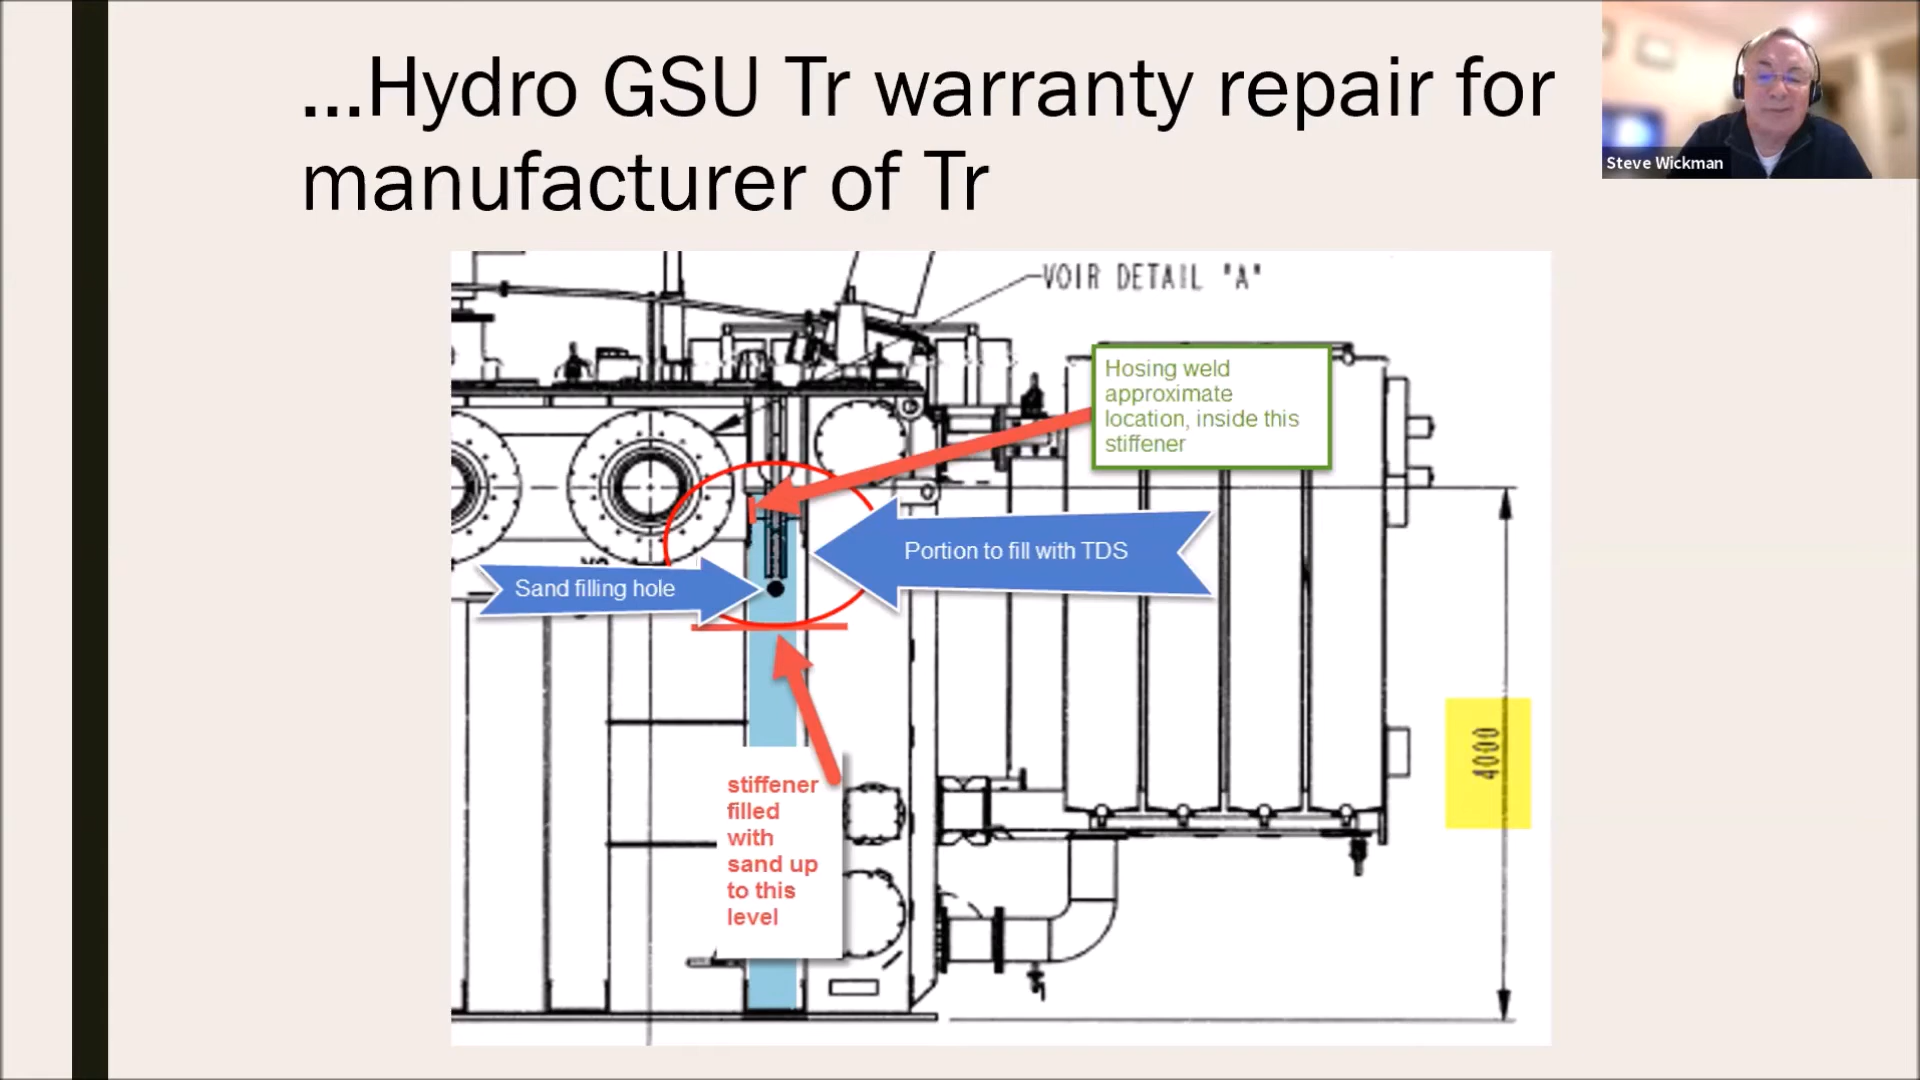 ...Hydro GSU Tr warranty repair for
manufacturer of Tr
Steve Wickman
VOIR DETAIL "A"
Hosing weld
approximate
location, inside this
stiffener
Portion to fill with TDS
Sand filling hole
stiffener
filled
with
sand up
to this
level
4000